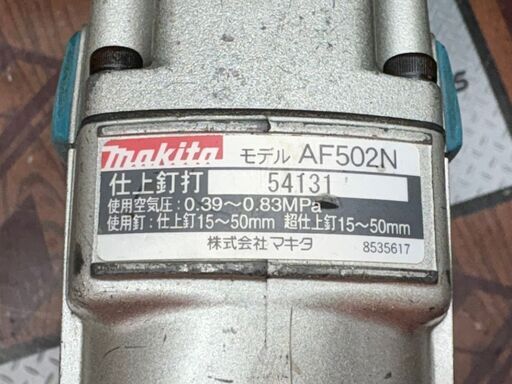 makita モデル AF502N
仕上釘打 54131
使用空気圧:0.39～0.83MPa
使用釘:仕上釘15～50mm 超仕上釘15～50mm
株式会社マキタ 8535617